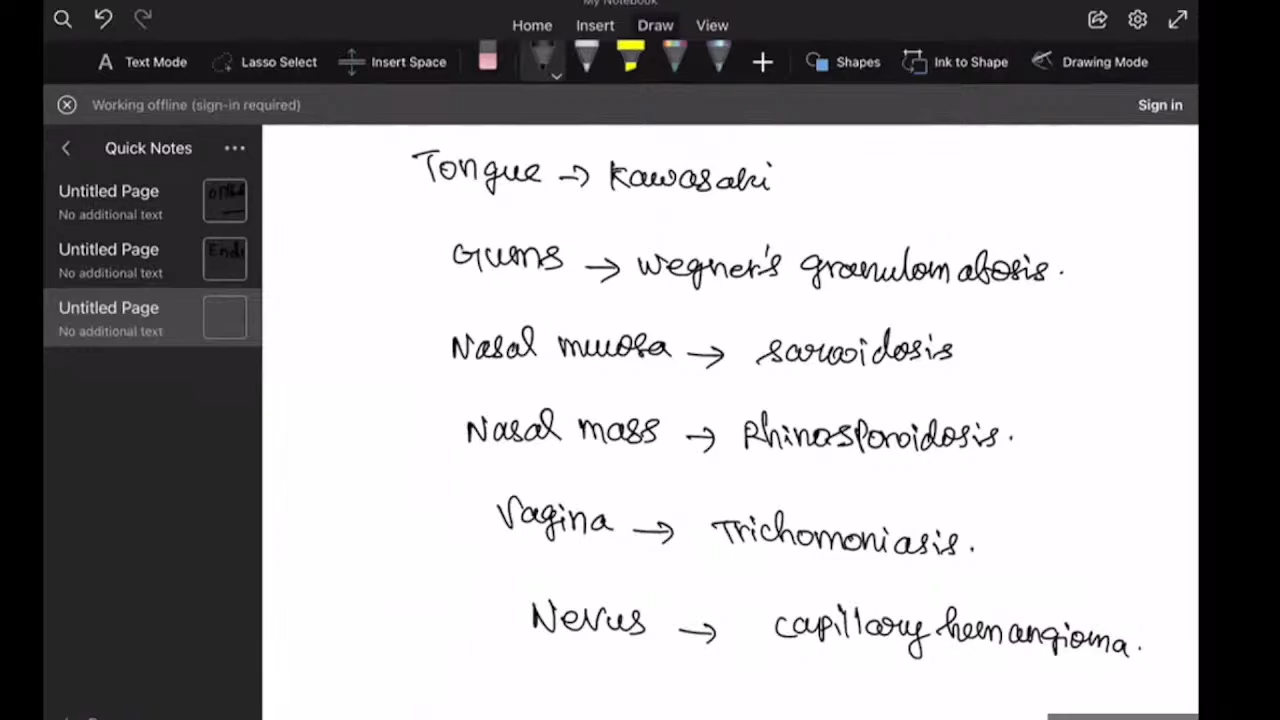 My Notebook
Home Insert Draw View
Text Mode Lasso Select Insert Space Shapes Ink to Shape Drawing Mode
Working offline (sign-in required) Sign in
Quick Notes
Untitled Page
No additional text
Untitled Page
No additional text
Untitled Page
No additional text
Tongue → Kawasaki
Gums → Wegner's granulomatosis.
Nasal mucosa → sarcoidosis
Nasal mass → Rhinosporoidosis.
Vagina → Trichomoniasis.
Nevus → capillary hemangioma.